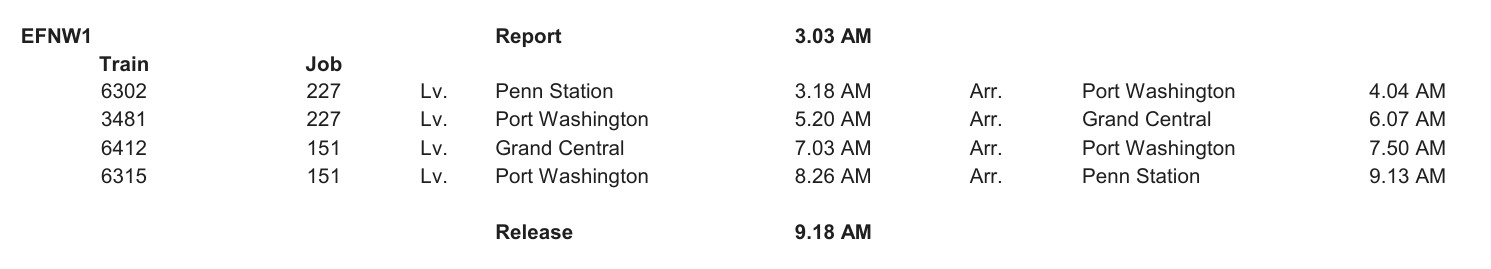 EFNW1 Report 3.03 AM
Train Job
6302 227 Lv. Penn Station 3.18 AM Arr. Port Washington 4.04 AM
3481 227 Lv. Port Washington 5.20 AM Arr. Grand Central 6.07 AM
6412 151 Lv. Grand Central 7.03 AM Arr. Port Washington 7.50 AM
6315 151 Lv. Port Washington 8.26 AM Arr. Penn Station 9.13 AM
Release 9.18 AM